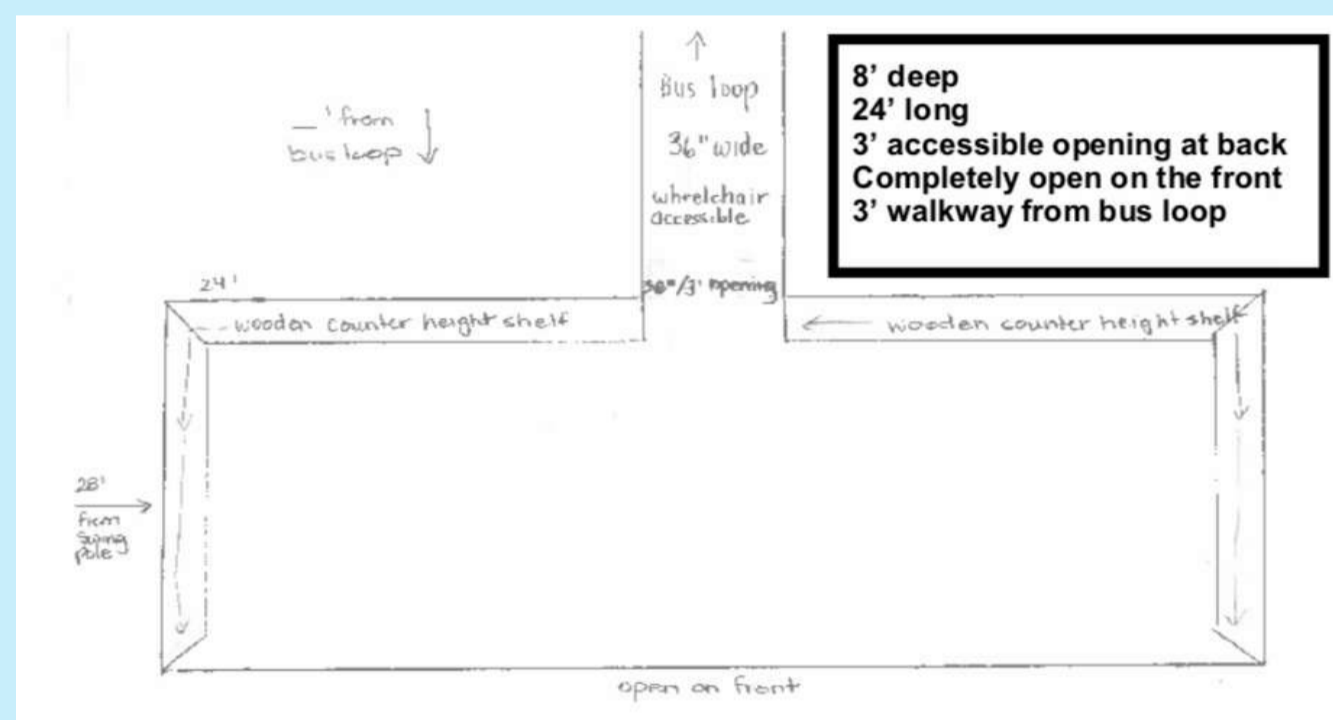 8’ deep
24’ long
3’ accessible opening at back
Completely open on the front
3’ walkway from bus loop
Bus loop
36" wide
wheelchair
accessible
36"/3' opening
__' from
bus loop
24'
wooden counter height shelf
wooden counter height shelf
28'
from
Swing
pole
open on front